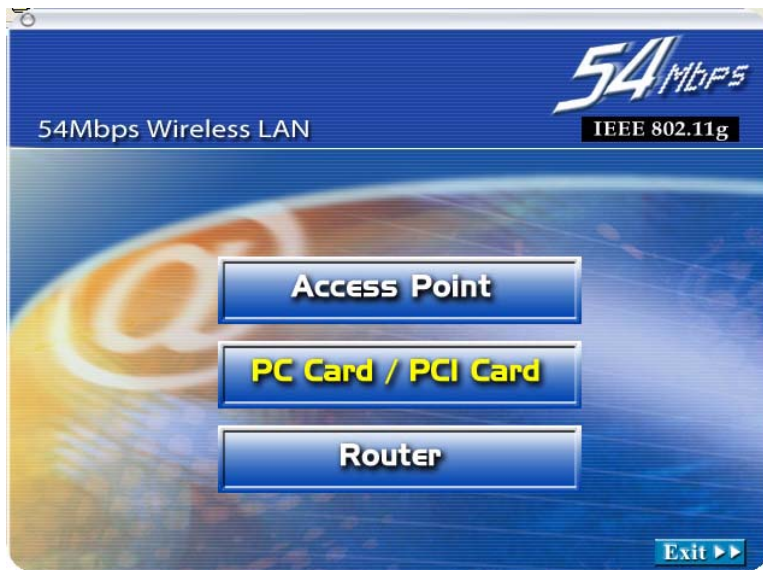 54Mbps
54Mbps Wireless LAN
IEEE 802.11g
@
Access Point
PC Card / PCI Card
Router
Exit